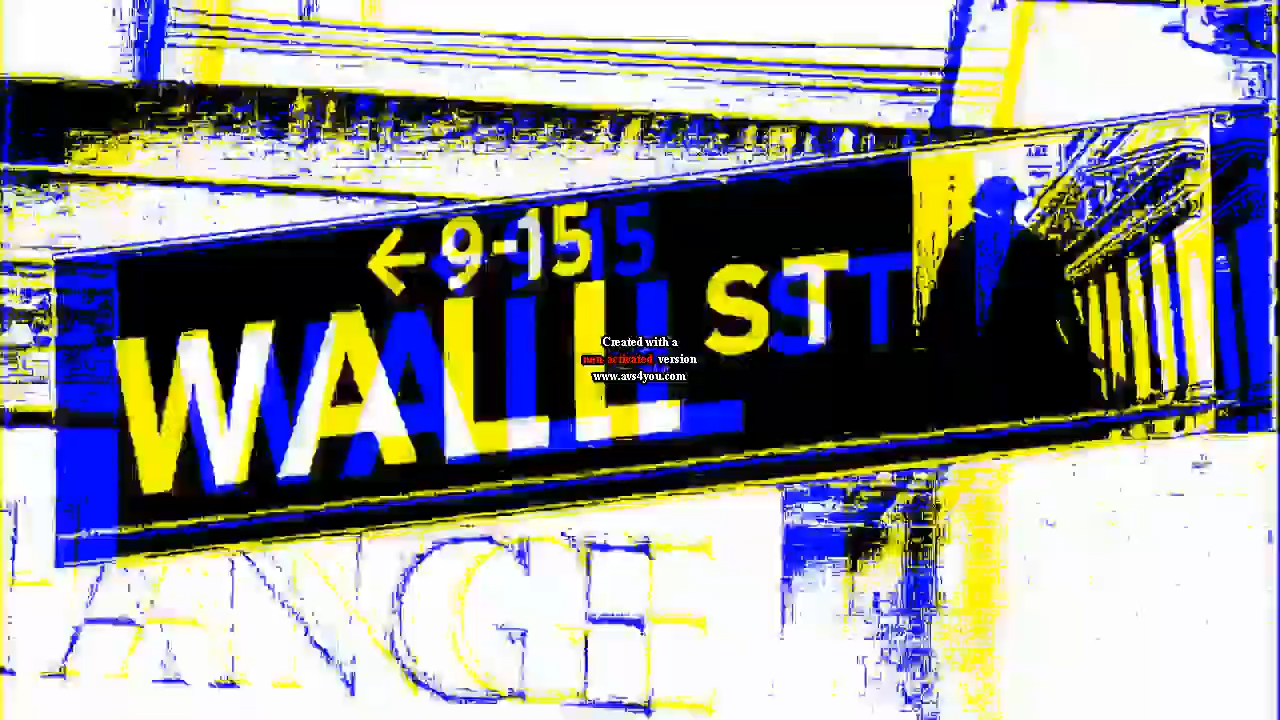 ← 9-15
WALL ST
Created with a
non-activated version
www.avs4you.com
ANGE